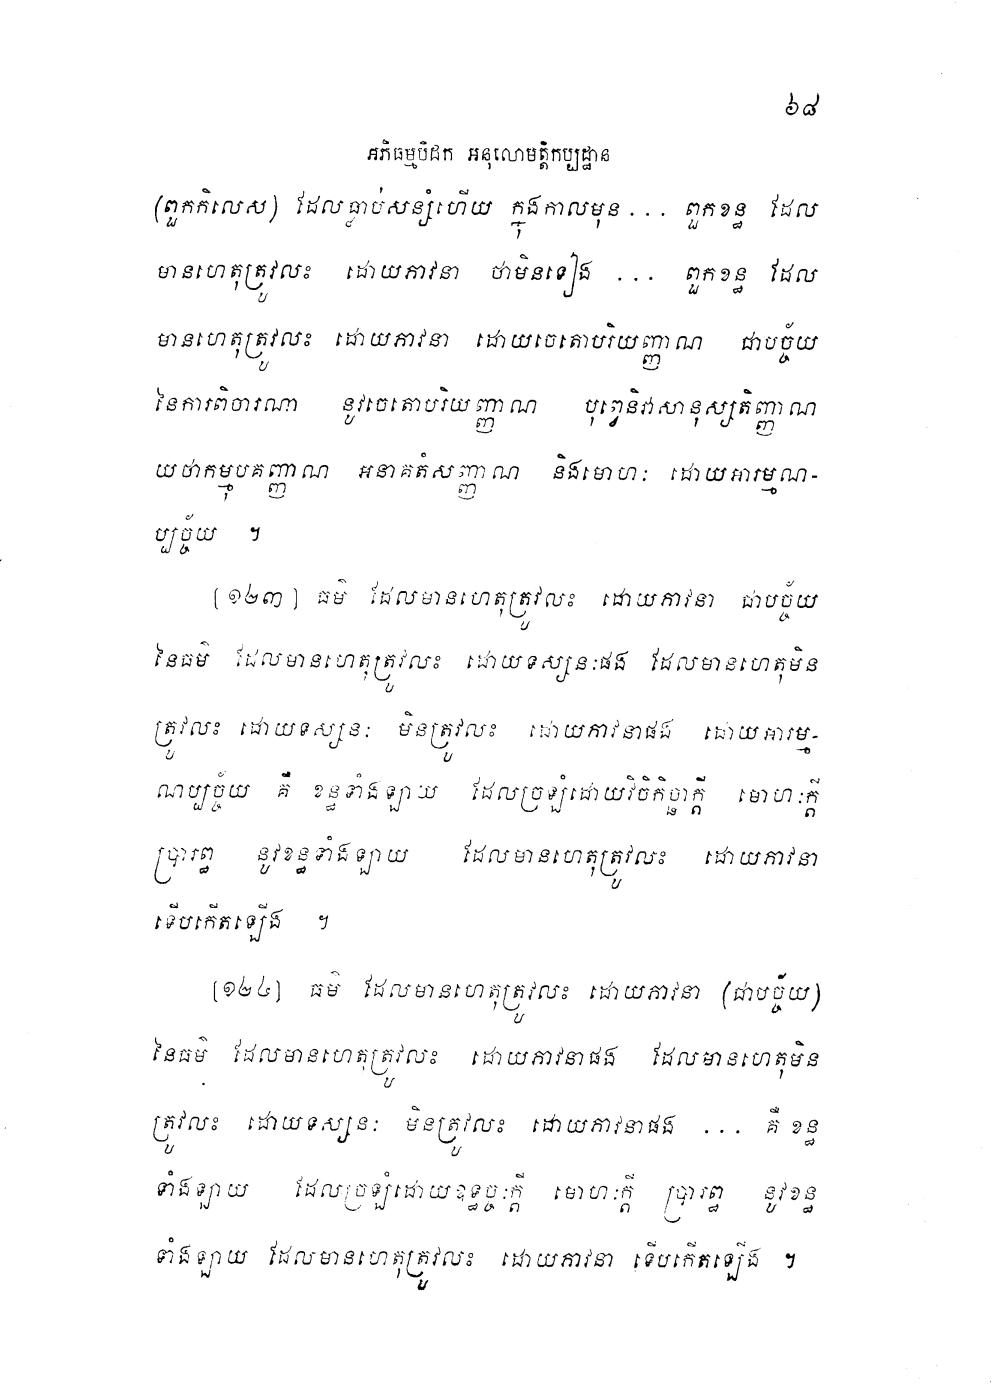 ៦៨
អភិធម្មបិដក អនុលោមត្តិកប្បដ្ឋាន
(ពួកកិលេស) ដែលធ្លាប់សន្សំហើយ ក្នុងកាលមុន ... ពួកខន្ធ ដែល
មានហេតុត្រូវលះ ដោយភាវនា ថាមិនទៀង ... ពួកខន្ធ ដែល
មានហេតុត្រូវលះ ដោយភាវនា ដោយចេតោបរិយញ្ញាណ ជាបច្ច័យ
នៃការពិចារណា នូវចេតោបរិយញ្ញាណ បុព្វេនិវាសានុស្សតិញ្ញាណ
យថាកម្មុបគញ្ញាណ អនាគតំសញ្ញាណ និងមោហៈ ដោយអារម្មណ-
ប្បច្ច័យ ។
[១២៣] ធម៌ ដែលមានហេតុត្រូវលះ ដោយភាវនា ជាបច្ច័យ
នៃធម៌ ដែលមានហេតុត្រូវលះ ដោយទស្សនៈផង ដែលមានហេតុមិន
ត្រូវលះ ដោយទស្សនៈ មិនត្រូវលះ ដោយភាវនាផង ដោយអារម្ម-
ណប្បច្ច័យ គឺ ខន្ធទាំងឡាយ ដែលច្រឡំដោយវិចិកិច្ឆាក្តី មោហៈក្តី
ប្រារព្ធ នូវខន្ធទាំងឡាយ ដែលមានហេតុត្រូវលះ ដោយភាវនា
ទើបកើតឡើង ។
[១២៤] ធម៌ ដែលមានហេតុត្រូវលះ ដោយភាវនា (ជាបច្ច័យ)
នៃធម៌ ដែលមានហេតុត្រូវលះ ដោយភាវនាផង ដែលមានហេតុមិន
ត្រូវលះ ដោយទស្សនៈ មិនត្រូវលះ ដោយភាវនាផង ... គឺ ខន្ធ
ទាំងឡាយ ដែលច្រឡំដោយឧទ្ធច្ចៈក្តី មោហៈក្តី ប្រារព្ធ នូវខន្ធ
ទាំងឡាយ ដែលមានហេតុត្រូវលះ ដោយភាវនា ទើបកើតឡើង ។